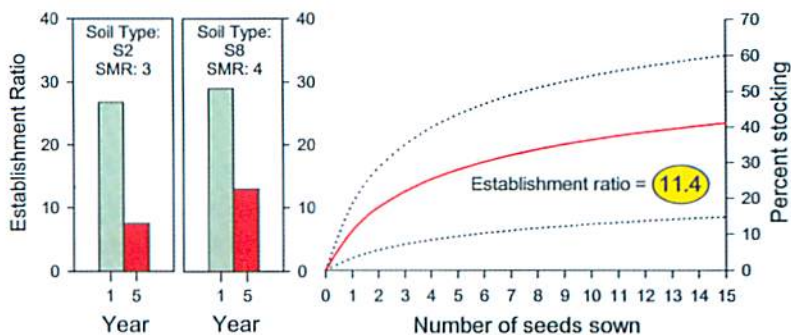 Establishment Ratio
40
30
20
10
0
Soil Type:
S2
SMR: 3
1 5
Year
Soil Type:
S8
SMR: 4
1 5
Year
40
30
20
10
0
Establishment ratio = 11.4
0 1 2 3 4 5 6 7 8 9 10 11 12 13 14 15
Number of seeds sown
70
60
50
40
30
20
10
0
Percent stocking